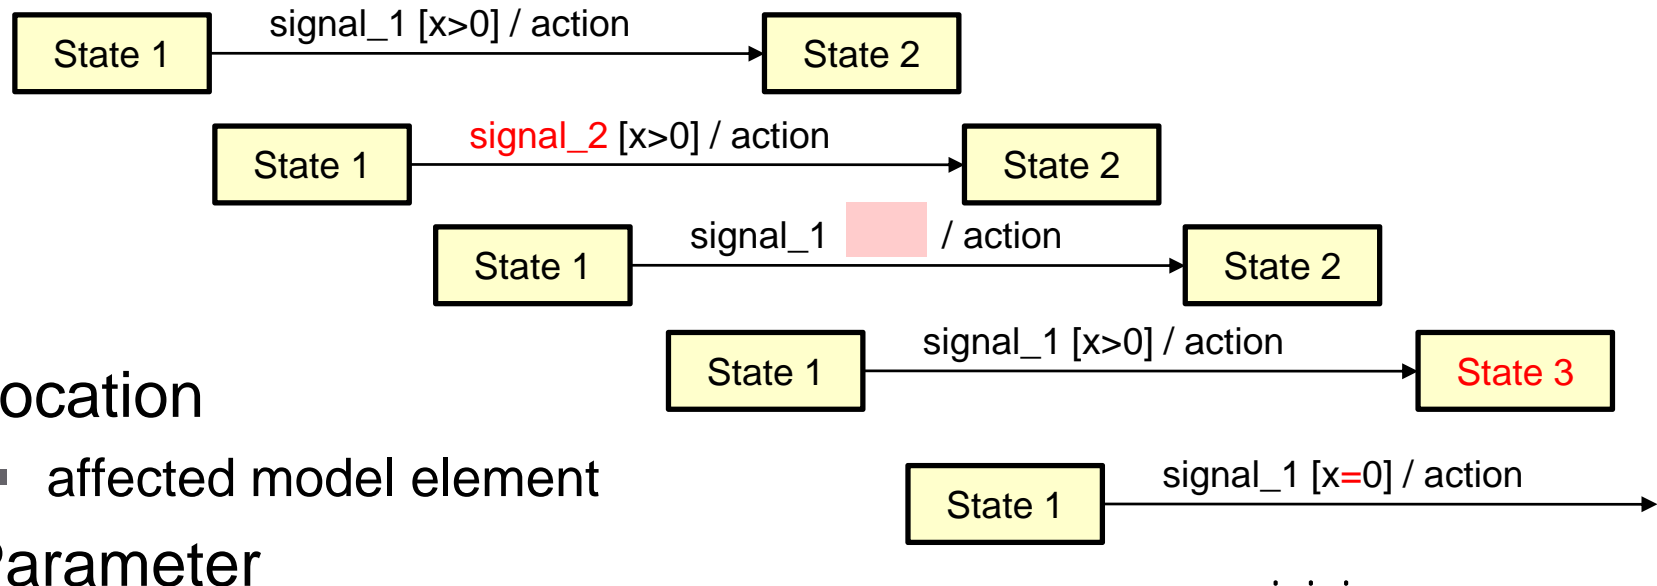 signal_1 [x>0] / action
State 1 State 2
signal_2 [x>0] / action
State 1 State 2
signal_1 / action
State 1 State 2
signal_1 [x>0] / action
State 1 State 3
ocation
affected model element
signal_1 [x=0] / action
State 1
Parameter
. . .